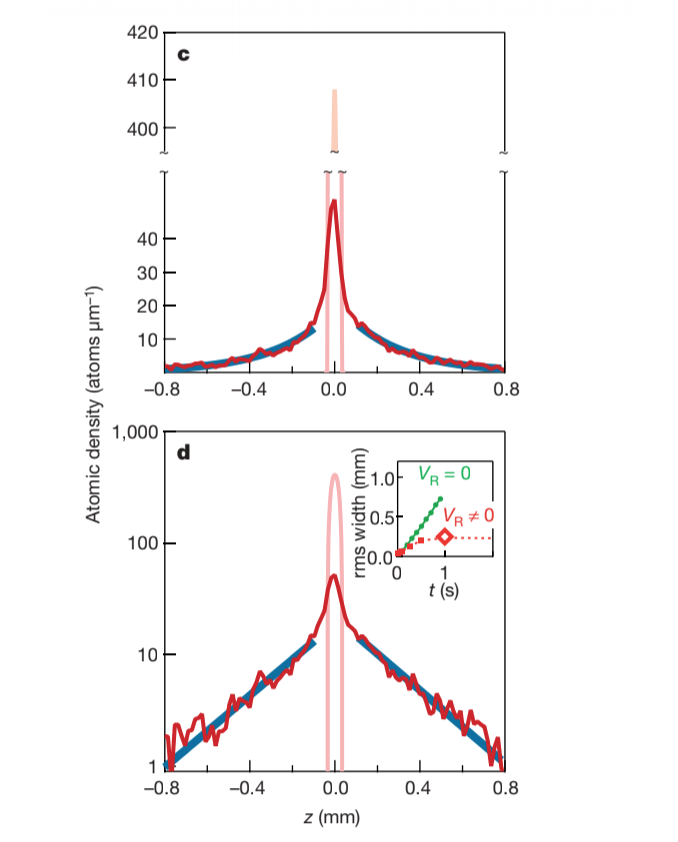 c
420
410
400
40
30
20
10
−0.8 −0.4 0.0 0.4 0.8
Atomic density (atoms μm⁻¹)
d
1,000
100
10
1
−0.8 −0.4 0.0 0.4 0.8
z (mm)
rms width (mm)
1.0
0.5
0.0
0 1
t (s)
V_R = 0
V_R ≠ 0